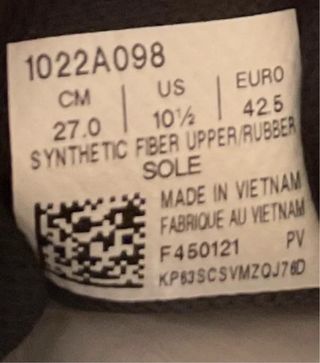 1022A098
CM US EURO
27.0 10½ 42.5
SYNTHETIC FIBER UPPER/RUBBER
SOLE
MADE IN VIETNAM
FABRIQUE AU VIETNAM
F450121 PV
KP63SCSVMZQJ76D